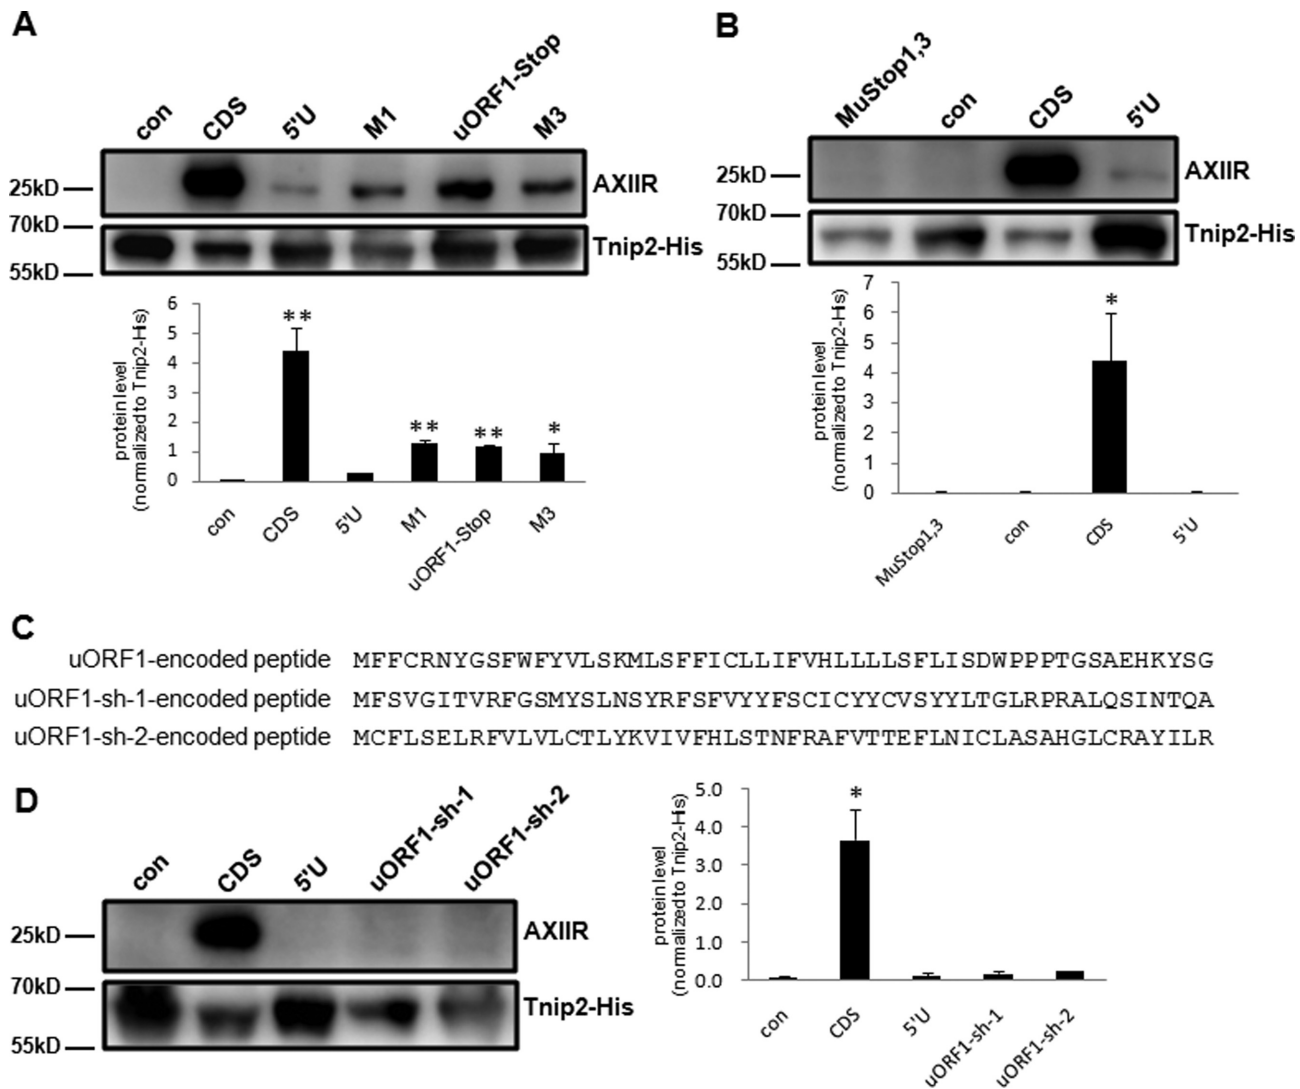 A
con CDS 5'U M1 uORF1-Stop M3
25kD AXIIR
70kD
Tnip2-His
55kD
protein level
(normalized to Tnip2-His)
6
5
4
3
2
1
0
** ** ** *
con CDS 5'U M1 uORF1-Stop M3
B
MuStop1,3 con CDS 5'U
25kD AXIIR
70kD
Tnip2-His
55kD
protein level
(normalized to Tnip2-His)
7
6
5
4
3
2
1
0
*
MuStop1,3 con CDS 5'U
C
uORF1-encoded peptide MFFCRNYGSFWFYVLSKMLSFFICLLIFVHLLLLSFLISDWPPPTGSAEHKYSG
uORF1-sh-1-encoded peptide MFSVGITVRFGSMYSLNSYRFSFVYYFSCICYYCVSYYLTGLRPRALQSINTQA
uORF1-sh-2-encoded peptide MCFLSELRFVLVLCTLYKVIVFHLSTNFRAFVTTEFLNICLASAHGLCRAYILR
D
con CDS 5'U uORF1-sh-1 uORF1-sh-2
25kD AXIIR
70kD
Tnip2-His
55kD
protein level
(normalized to Tnip2-His)
5.0
4.0
3.0
2.0
1.0
0.0
*
con CDS 5'U uORF1-sh-1 uORF1-sh-2